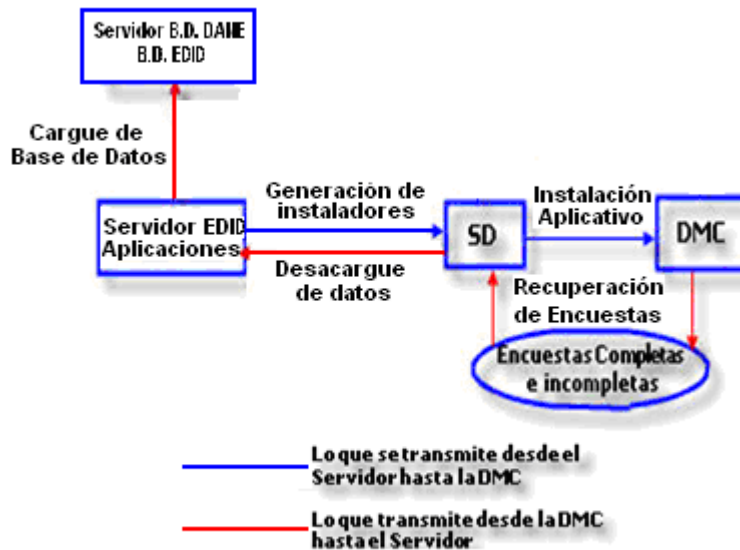 Servidor B.D. DANE
B.D. EDID
Cargue de
Base de Datos
Generación de
instaladores
Instalación
Aplicativo
Servidor EDID
Aplicaciones
SD
DMC
Desacargue
de datos
Recuperación
de Encuestas
Encuestas Completas
e incompletas
Lo que se transmite desde el
Servidor hasta la DMC
Lo que transmite desde la DMC
hasta el Servidor